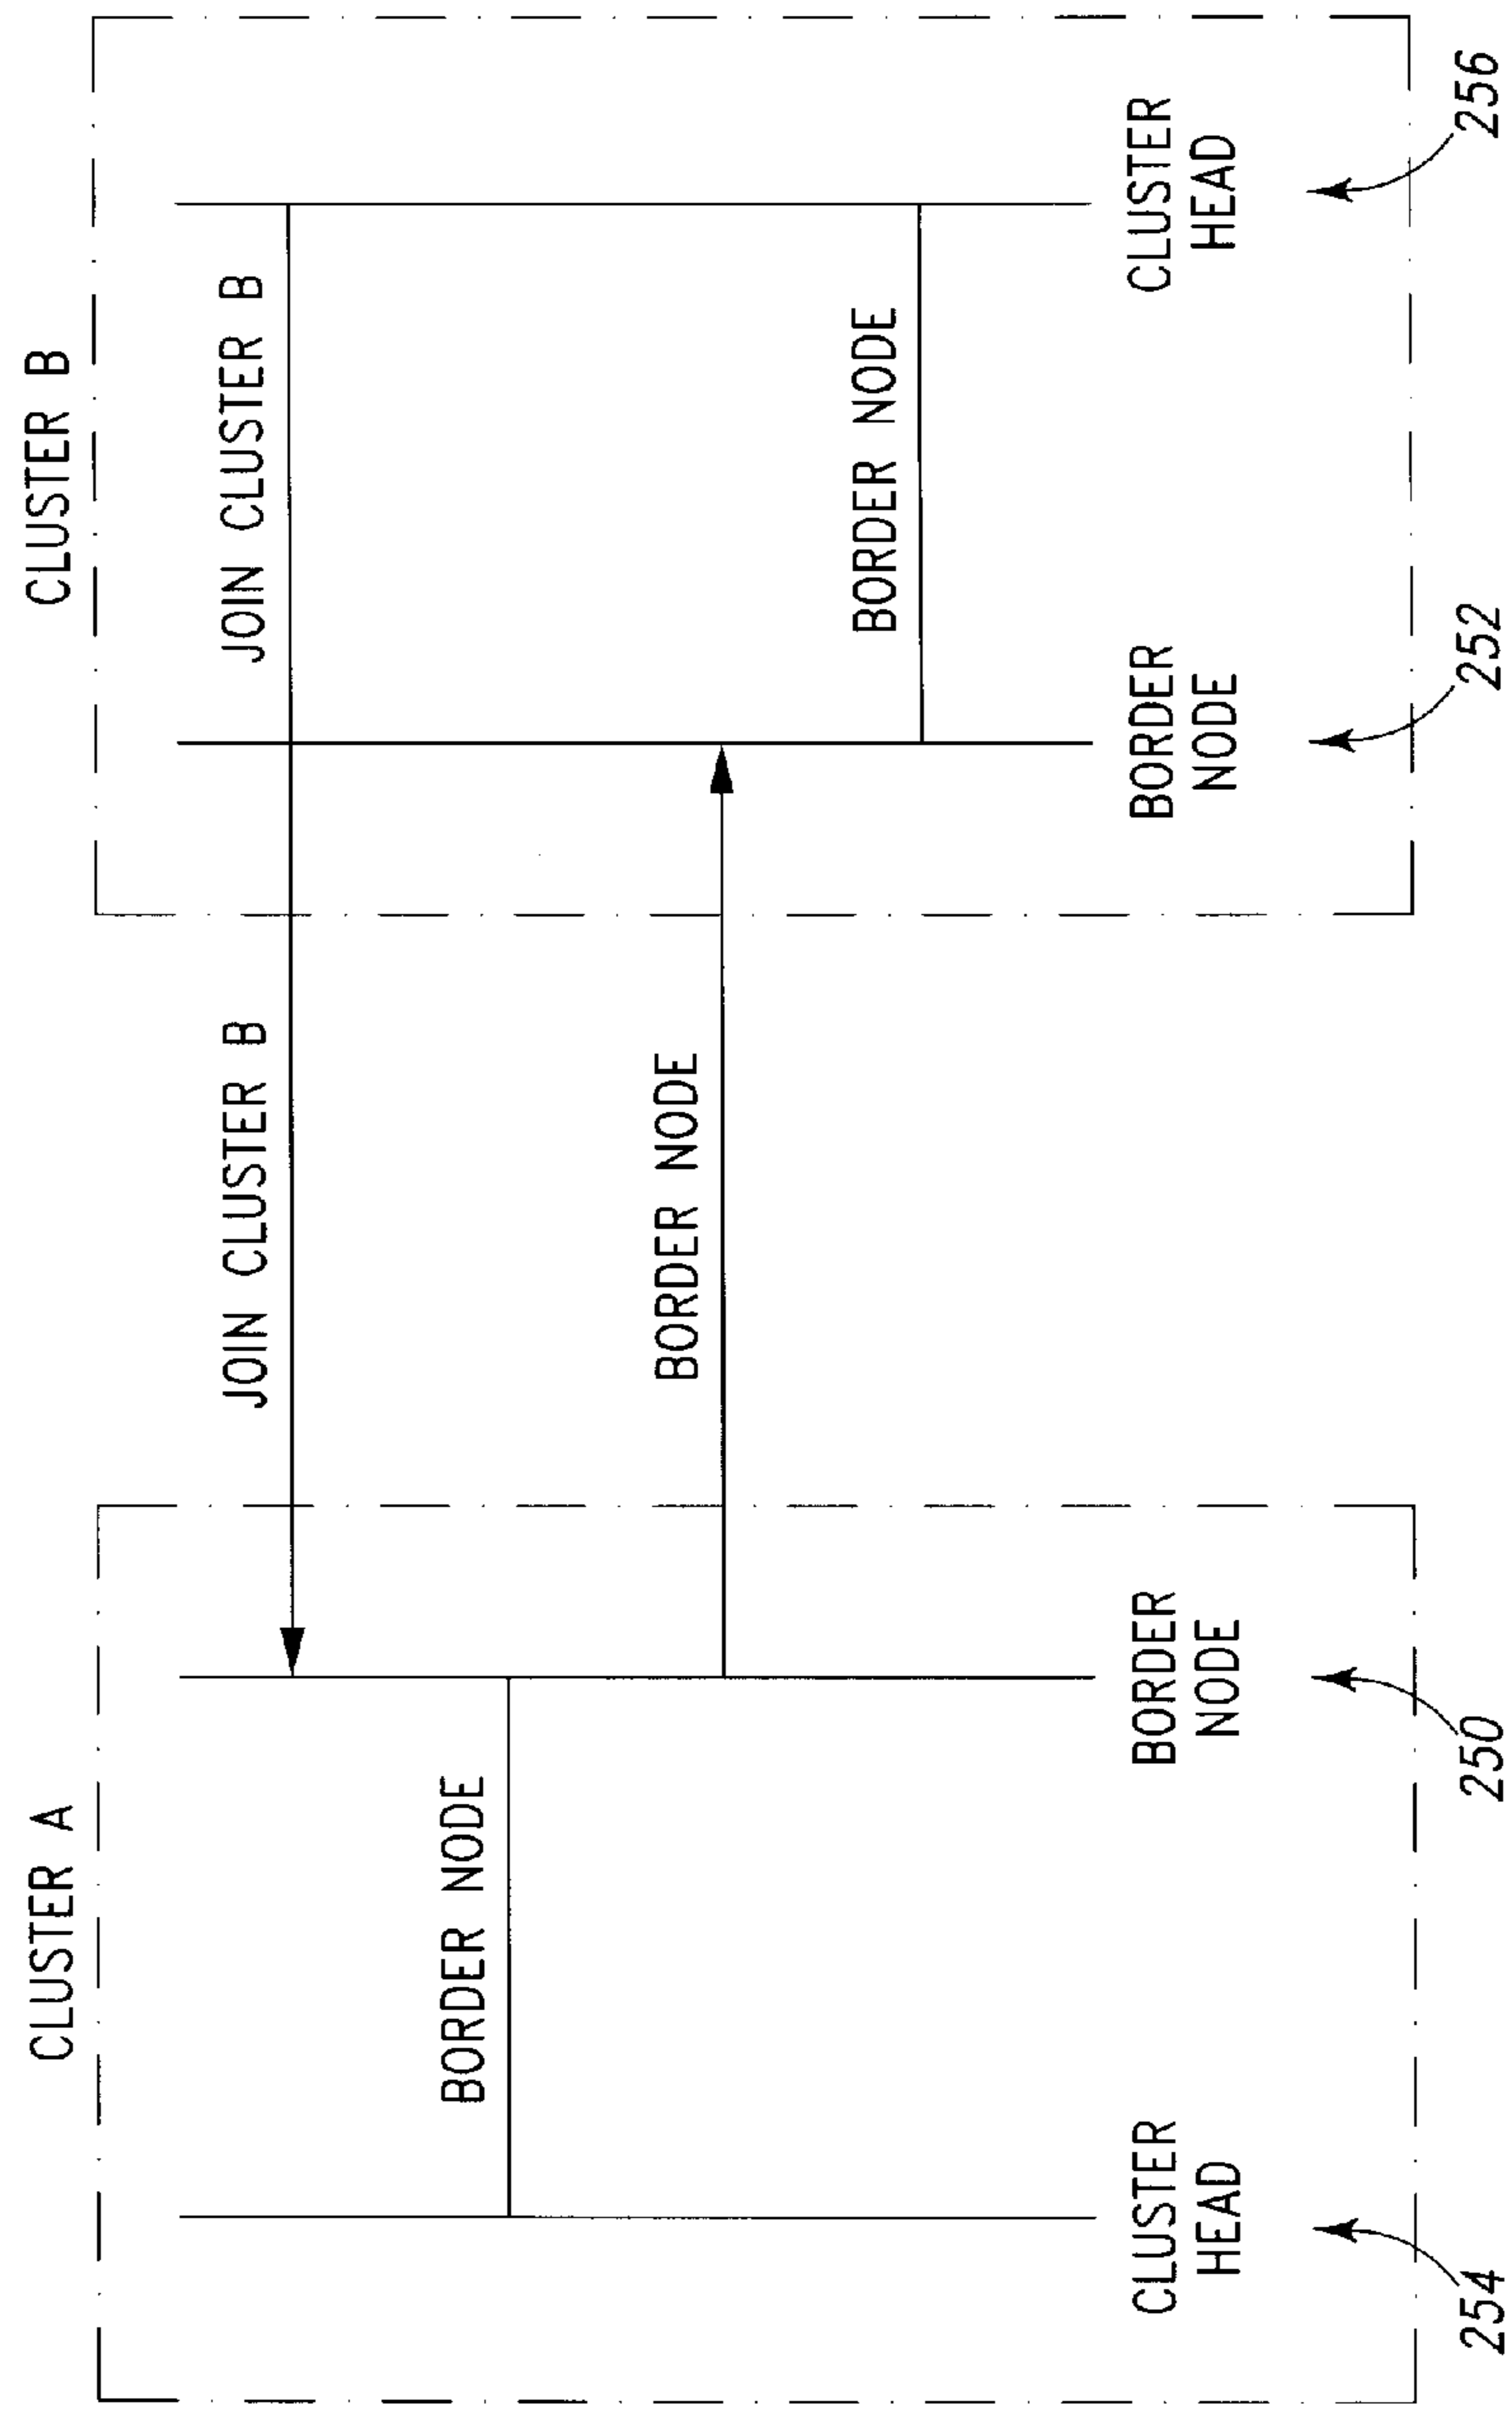 CLUSTER A
CLUSTER B
JOIN CLUSTER B
JOIN CLUSTER B
BORDER NODE
BORDER NODE
BORDER NODE
CLUSTER
HEAD
BORDER
NODE
BORDER
NODE
CLUSTER
HEAD
254
250
252
256